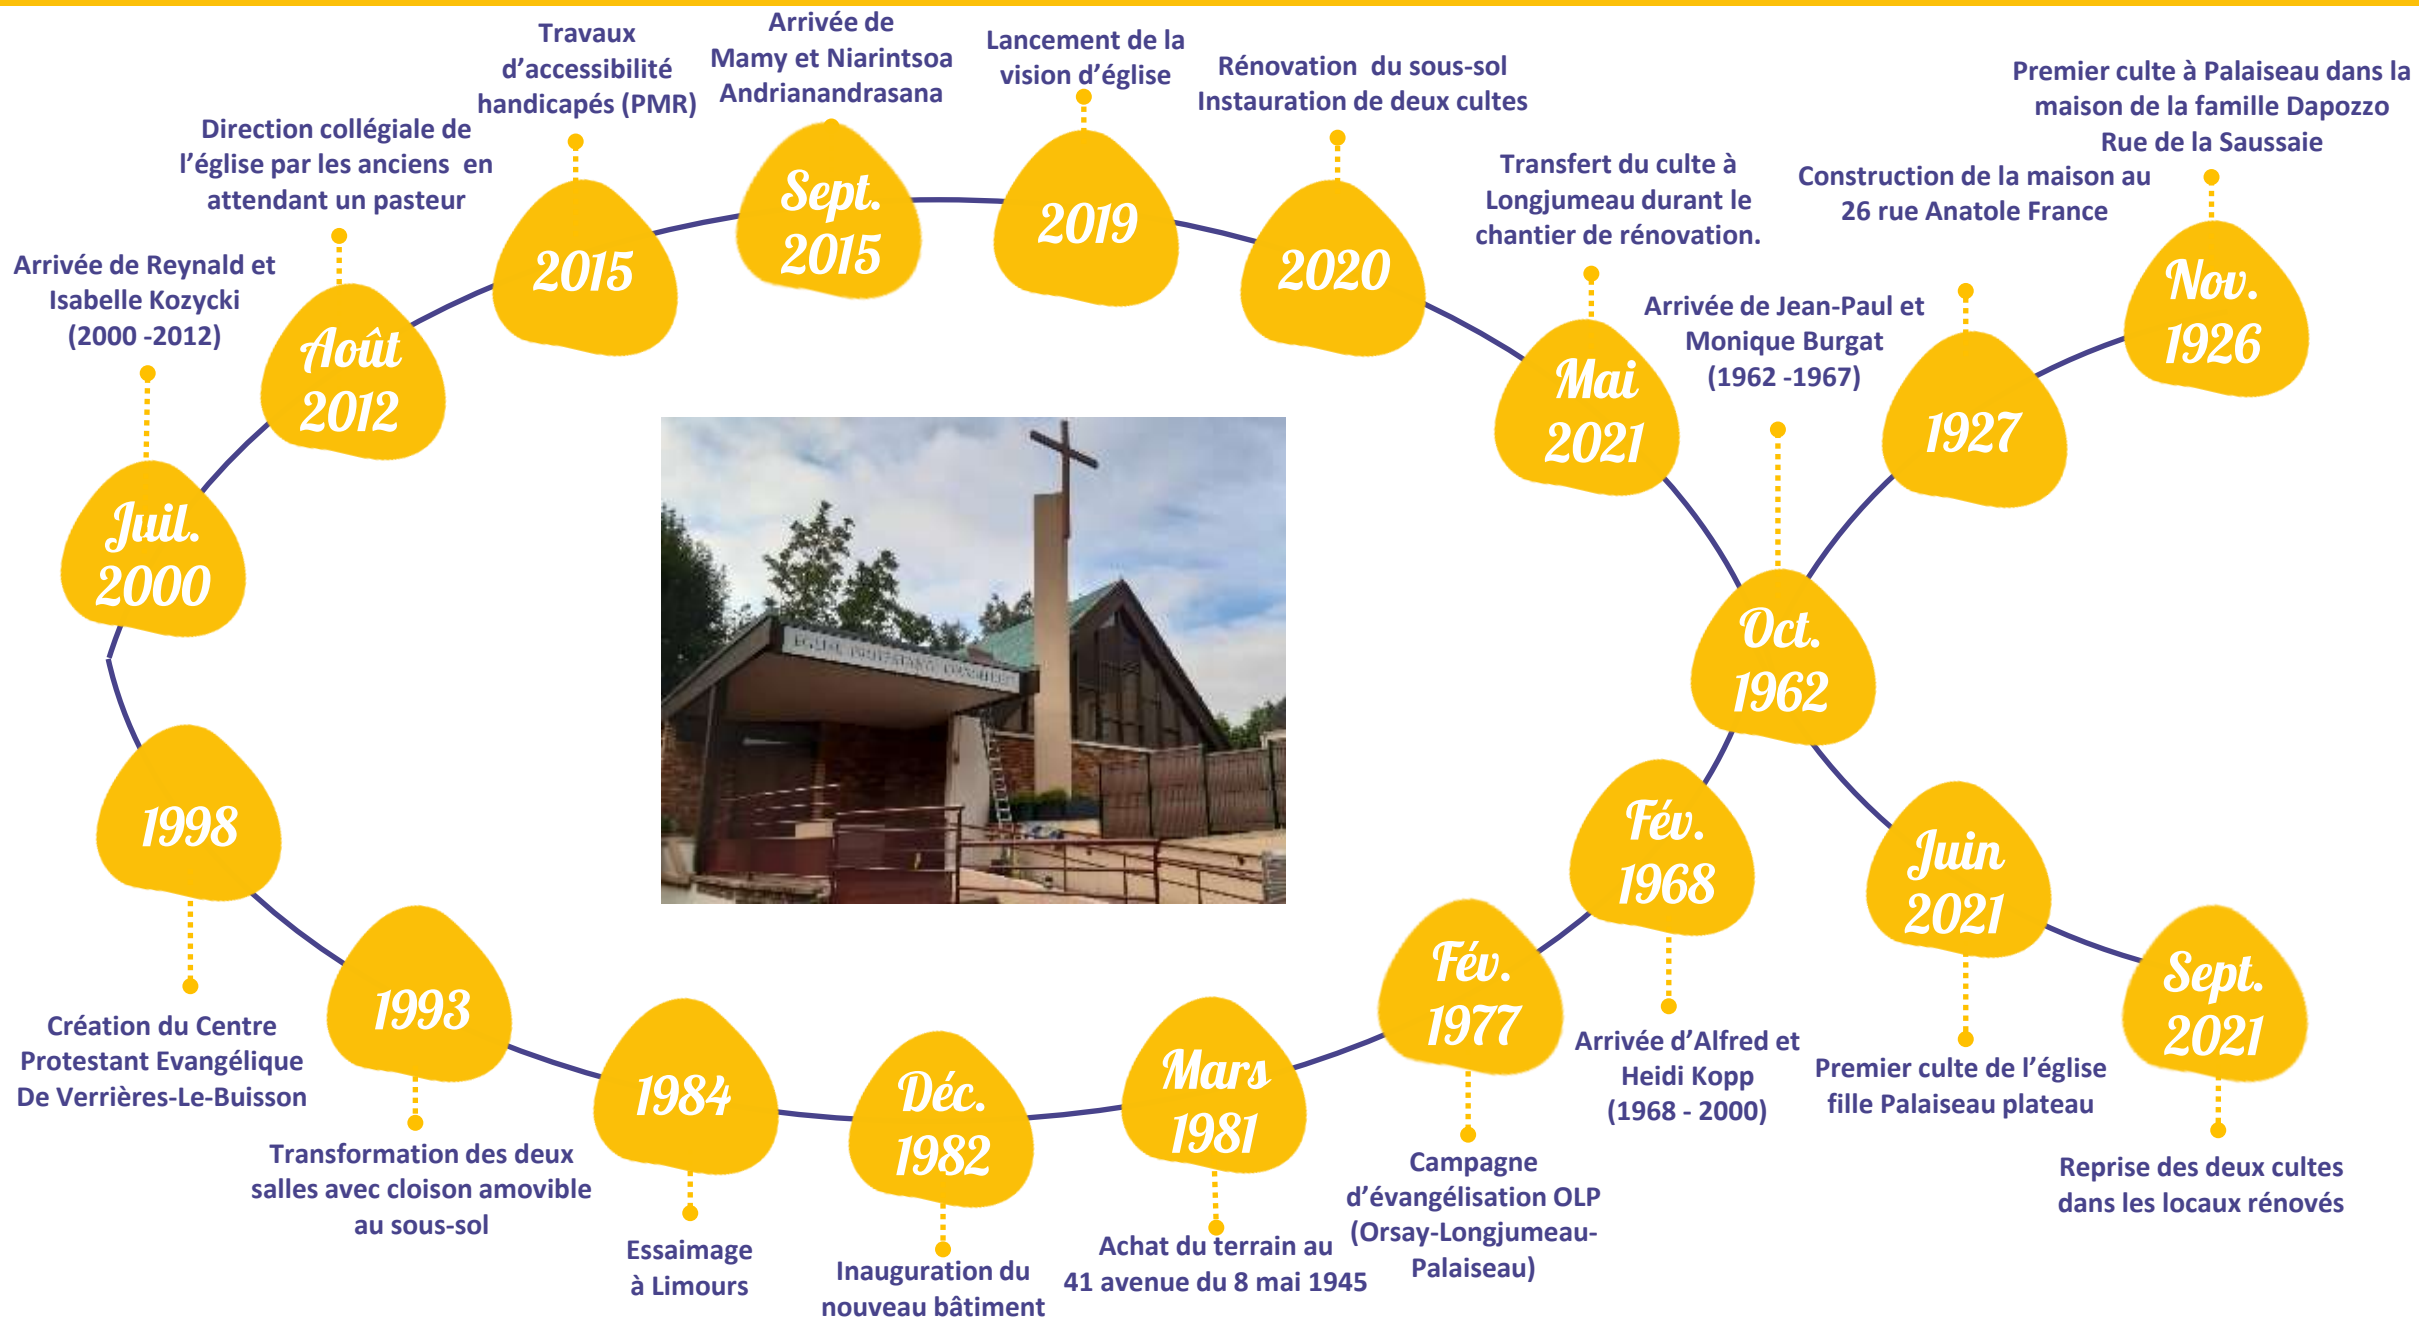 Nov.
1926
Premier culte à Palaiseau dans la
maison de la famille Dapozzo
Rue de la Saussaie
1927
Construction de la maison au
26 rue Anatole France
Oct.
1962
Arrivée de Jean-Paul et
Monique Burgat
(1962 -1967)
Fév.
1968
Arrivée d'Alfred et
Heidi Kopp
(1968 - 2000)
Fév.
1977
Campagne
d'évangélisation OLP
(Orsay-Longjumeau-
Palaiseau)
Mars
1981
Achat du terrain au
41 avenue du 8 mai 1945
Déc.
1982
Inauguration du
nouveau bâtiment
1984
Essaimage
à Limours
1993
Transformation des deux
salles avec cloison amovible
au sous-sol
1998
Création du Centre
Protestant Evangélique
De Verrières-Le-Buisson
Juil.
2000
Arrivée de Reynald et
Isabelle Kozycki
(2000 -2012)
Août
2012
Direction collégiale de
l'église par les anciens en
attendant un pasteur
2015
Travaux
d'accessibilité
handicapés (PMR)
Sept.
2015
Arrivée de
Mamy et Niarintsoa
Andrianandrasana
2019
Lancement de la
vision d'église
2020
Rénovation du sous-sol
Instauration de deux cultes
Mai
2021
Transfert du culte à
Longjumeau durant le
chantier de rénovation.
Juin
2021
Premier culte de l'église
fille Palaiseau plateau
Sept.
2021
Reprise des deux cultes
dans les locaux rénovés
EGLISE PROTESTANTE